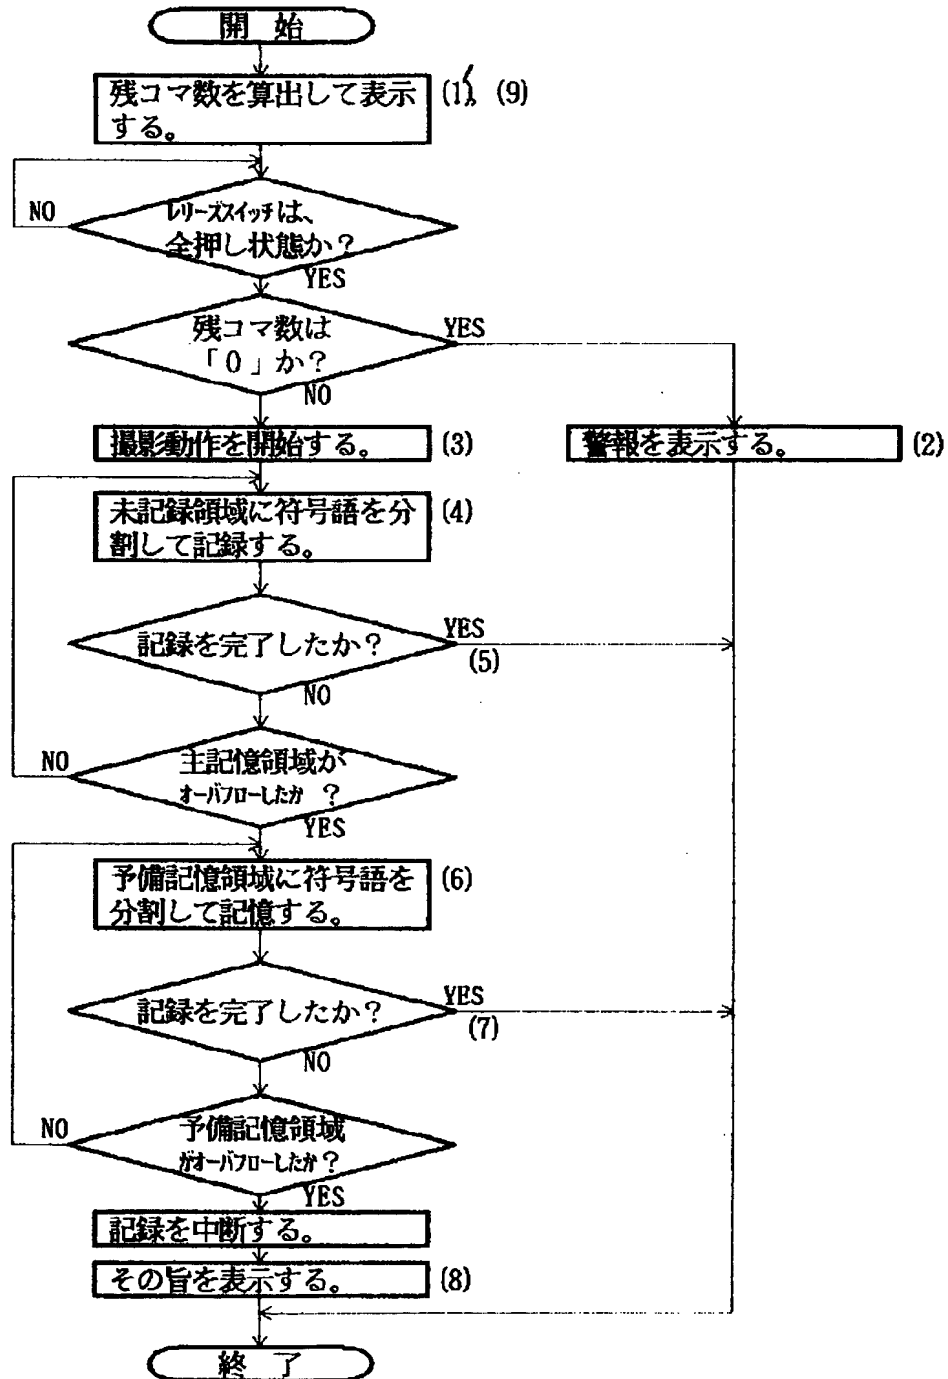 開 始
残コマ数を算出して表示 (1), (9)
する。
NO
レリーズスイッチは、
全押し状態か?
YES
残コマ数は
「0」か?
YES
NO
撮影動作を開始する。 (3)
警報を表示する。 (2)
未記録領域に符号語を分 (4)
割して記録する。
記録を完了したか?
YES
(5)
NO
NO
主記憶領域が
オーバフローしたか ?
YES
予備記憶領域に符号語を (6)
分割して記憶する。
記録を完了したか?
YES
(7)
NO
NO
予備記憶領域
がオーバフローしたか?
YES
記録を中断する。
その旨を表示する。 (8)
終 了